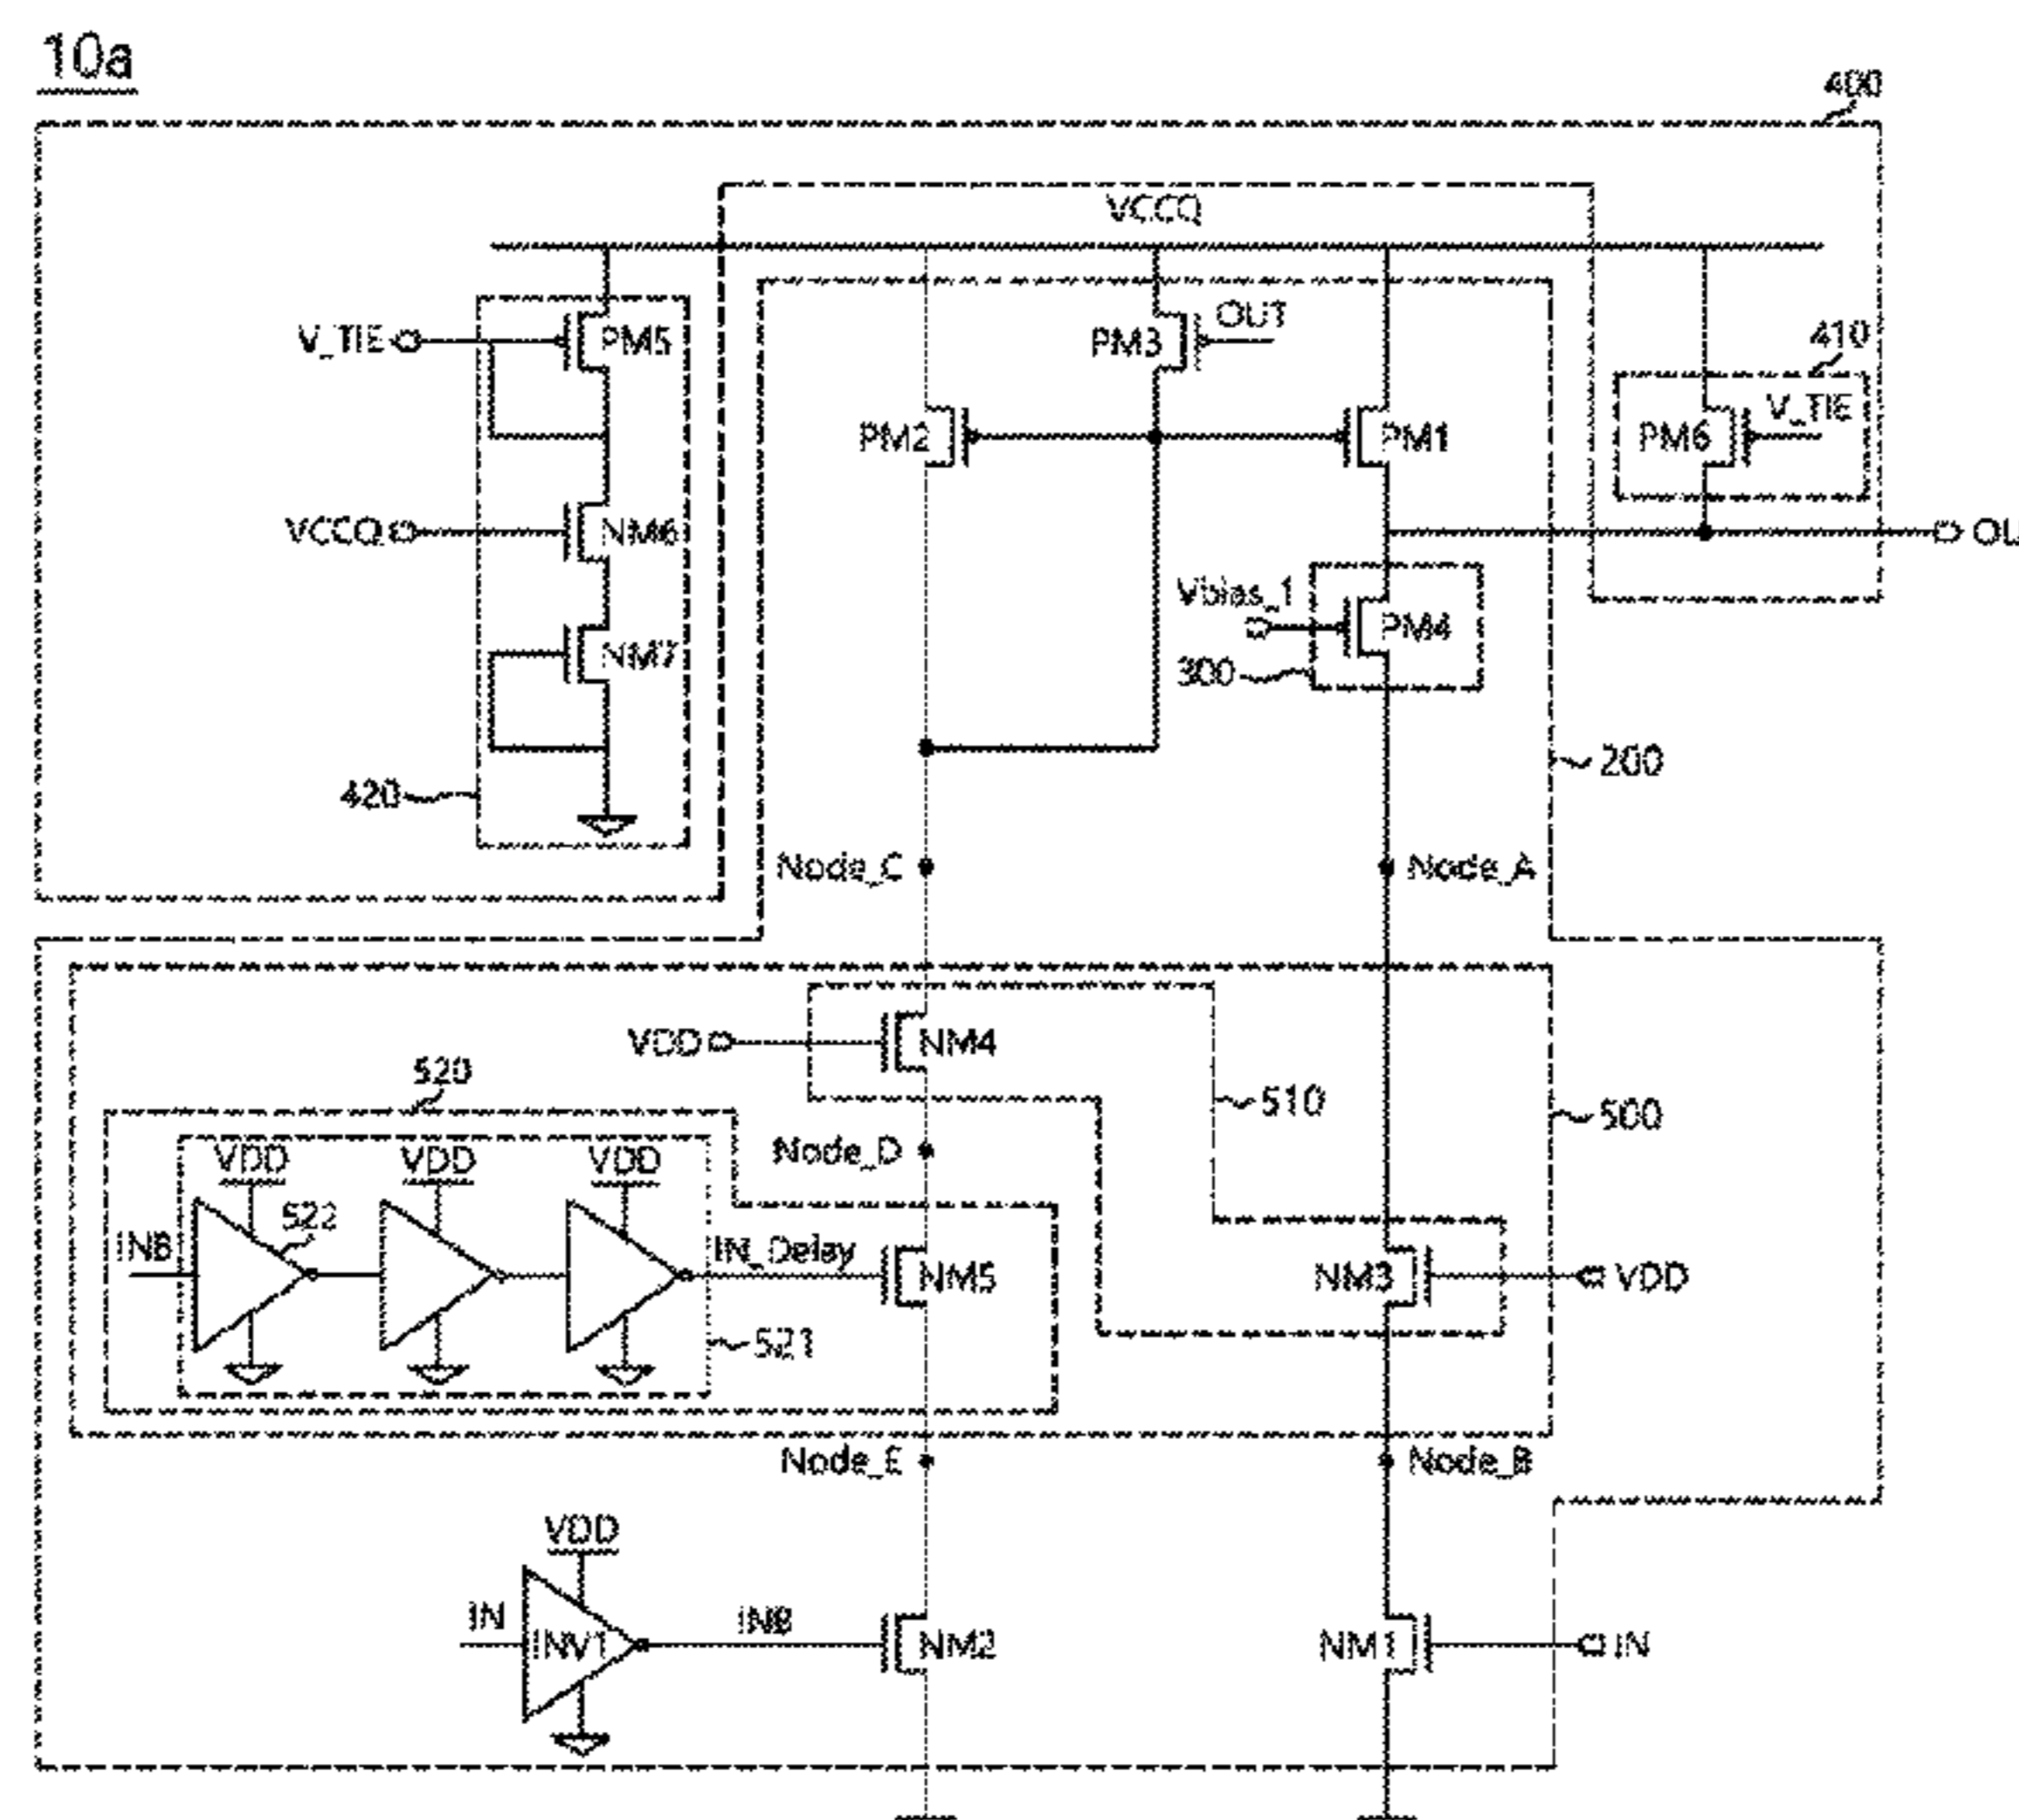 10a
400
VCCQ
V_TIE
PM5
PM3
OUT
410
V_TIE
PM2
PM1
PM6
VCCQ
NM6
OU
Vbias_1
PM4
NM7
300
200
420
Node_C
Node_A
VDD
NM4
520
510
500
Node_D
VDD
VDD
VDD
522
INB
IN_Delay
NM5
NM3
VDD
521
Node_E
Node_B
VDD
IN
INV1
INB
NM2
NM1
IN